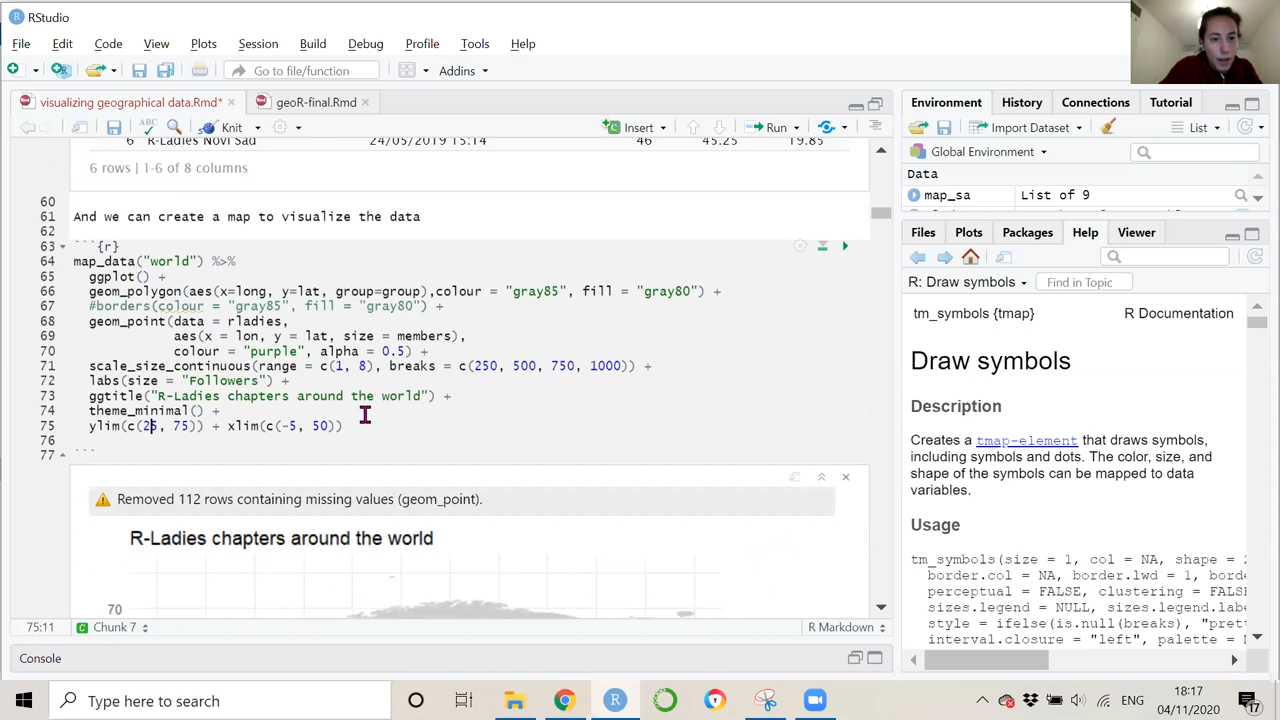 RStudio
File Edit Code View Plots Session Build Debug Profile Tools Help
Go to file/function Addins
visualizing geographical data.Rmd* geoR-final.Rmd
ABC Knit Insert Run
6 R-Ladies Novi Sad 24/05/2019 15:14 46 45.25 19.85
6 rows | 1-6 of 8 columns
60
61 And we can create a map to visualize the data
62
63 ```{r}
64 map_data("world") %>%
65 ggplot() +
66 geom_polygon(aes(x=long, y=lat, group=group),colour = "gray85", fill = "gray80") +
67 #borders(colour = "gray85", fill = "gray80") +
68 geom_point(data = rladies,
69 aes(x = lon, y = lat, size = members),
70 colour = "purple", alpha = 0.5) +
71 scale_size_continuous(range = c(1, 8), breaks = c(250, 500, 750, 1000)) +
72 labs(size = "Followers") +
73 ggtitle("R-Ladies chapters around the world") +
74 theme_minimal() +
75 ylim(c(25, 75)) + xlim(c(-5, 50))
76
77 ```
Removed 112 rows containing missing values (geom_point).
R-Ladies chapters around the world
70
75:11 Chunk 7 R Markdown
Console
Environment History Connections Tutorial
Import Dataset List
Global Environment
Data
map_sa List of 9
Files Plots Packages Help Viewer
R: Draw symbols Find in Topic
tm_symbols {tmap} R Documentation
Draw symbols
Description
Creates a tmap-element that draws symbols,
including symbols and dots. The color, size, and
shape of the symbols can be mapped to data
variables.
Usage
tm_symbols(size = 1, col = NA, shape =
border.col = NA, border.lwd = 1, borde
perceptual = FALSE, clustering = FALS
sizes.legend = NULL, sizes.legend.labe
style = ifelse(is.null(breaks), "pret
interval.closure = "left", palette =
Type here to search
ENG
18:17
04/11/2020
17